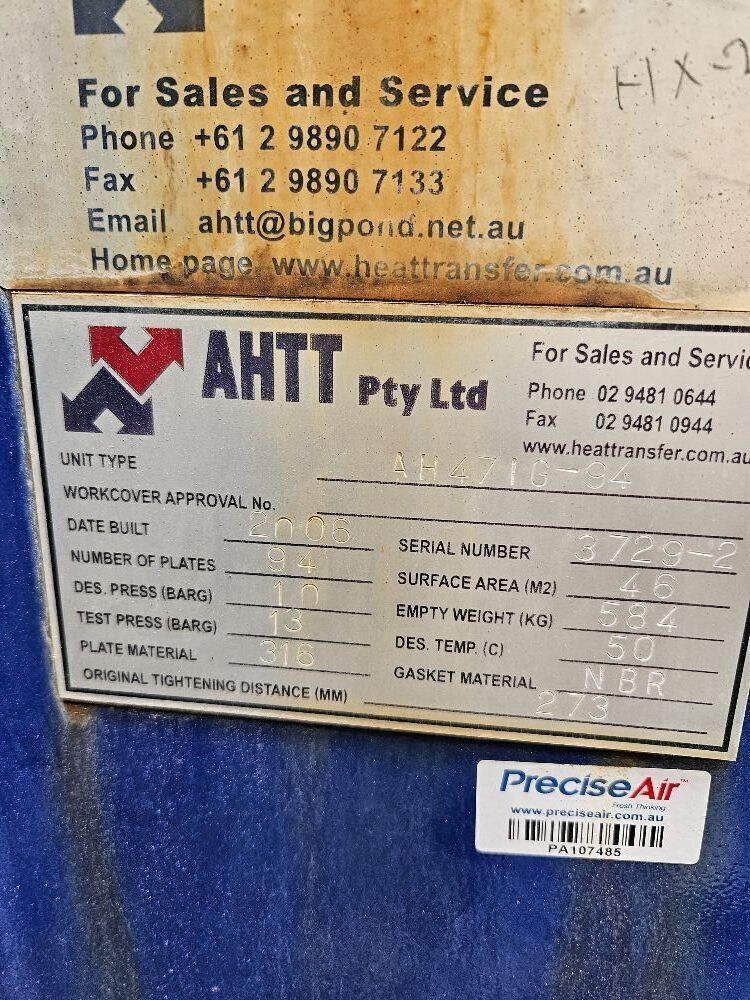 HX-2
For Sales and Service
Phone +61 2 9890 7122
Fax +61 2 9890 7133
Email ahtt@bigpond.net.au
Home page www.heattransfer.com.au
AHTT Pty Ltd
For Sales and Servic
Phone 02 9481 0644
Fax 02 9481 0944
www.heattransfer.com.au
UNIT TYPE AH471G-94
WORKCOVER APPROVAL No.
DATE BUILT 2006
SERIAL NUMBER 3729-2
NUMBER OF PLATES 94
SURFACE AREA (M2) 46
DES. PRESS (BARG) 10
EMPTY WEIGHT (KG) 584
TEST PRESS (BARG) 13
DES. TEMP. (C) 50
PLATE MATERIAL 316
GASKET MATERIAL NBR
ORIGINAL TIGHTENING DISTANCE (MM) 273
PreciseAir™
Fresh Thinking
www.preciseair.com.au
PA107485